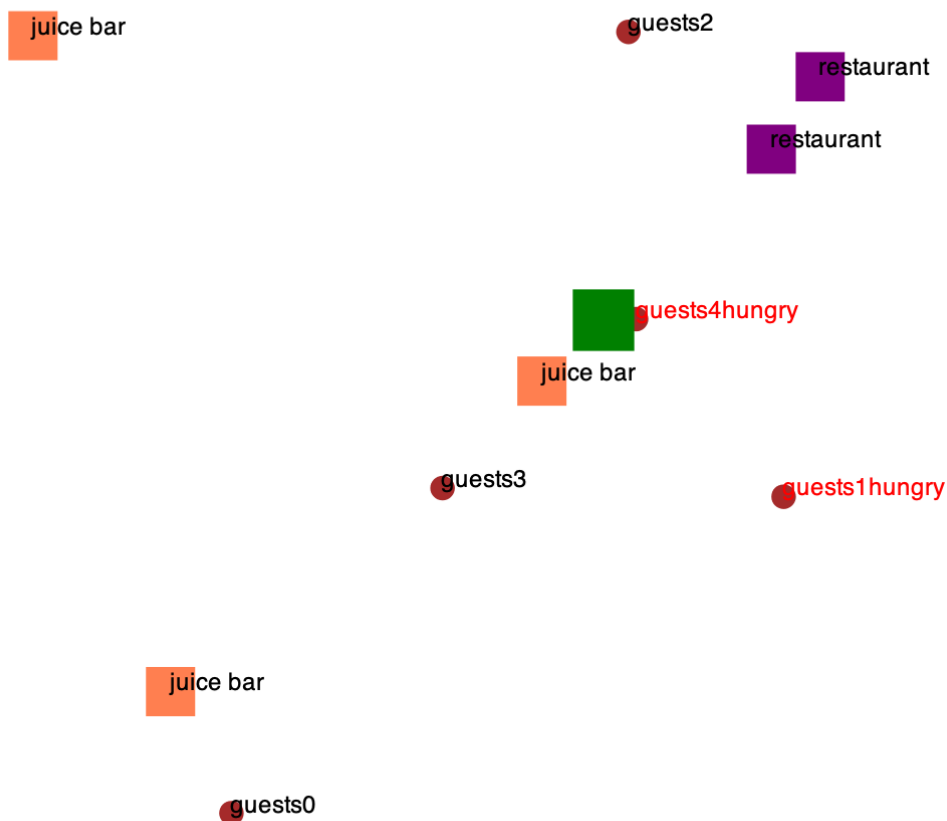 juice bar
guests2
restaurant
restaurant
guests4hungry
juice bar
guests3
guests1hungry
juice bar
guests0